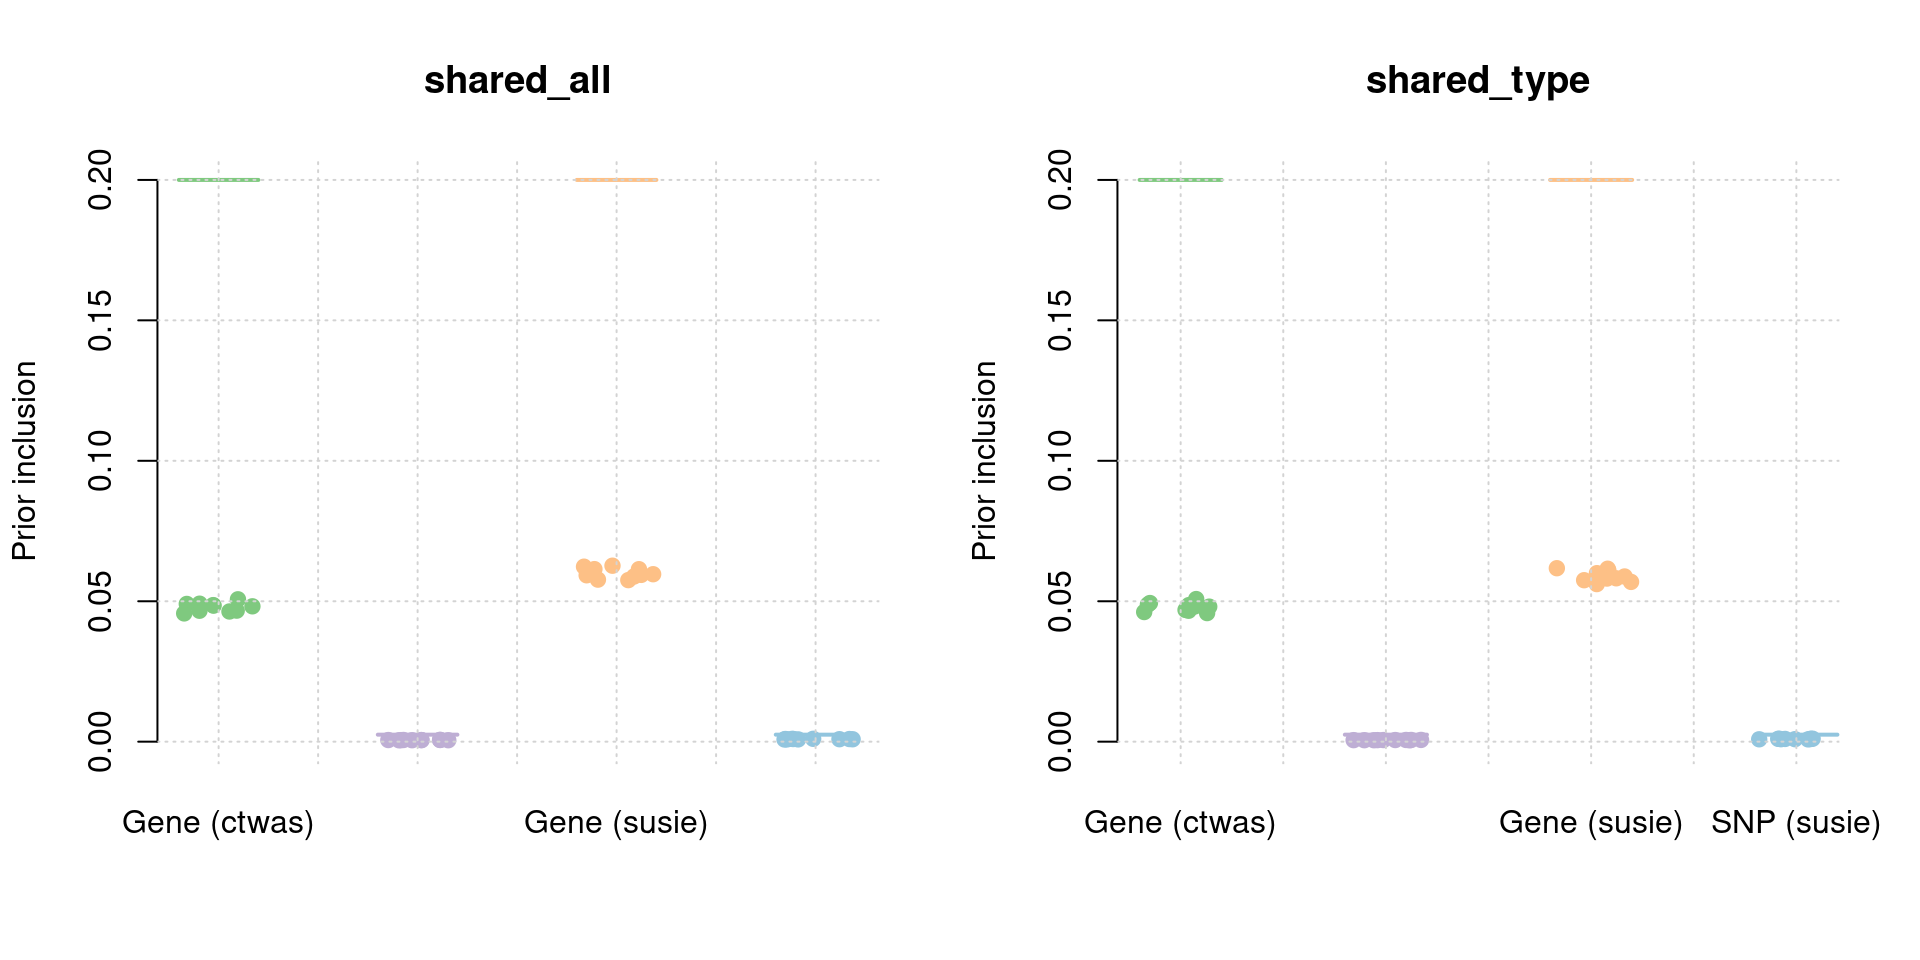 shared_all
Prior inclusion
0.20
0.15
0.10
0.05
0.00
Gene (ctwas)
Gene (susie)
shared_type
Prior inclusion
0.20
0.15
0.10
0.05
0.00
Gene (ctwas)
Gene (susie)
SNP (susie)